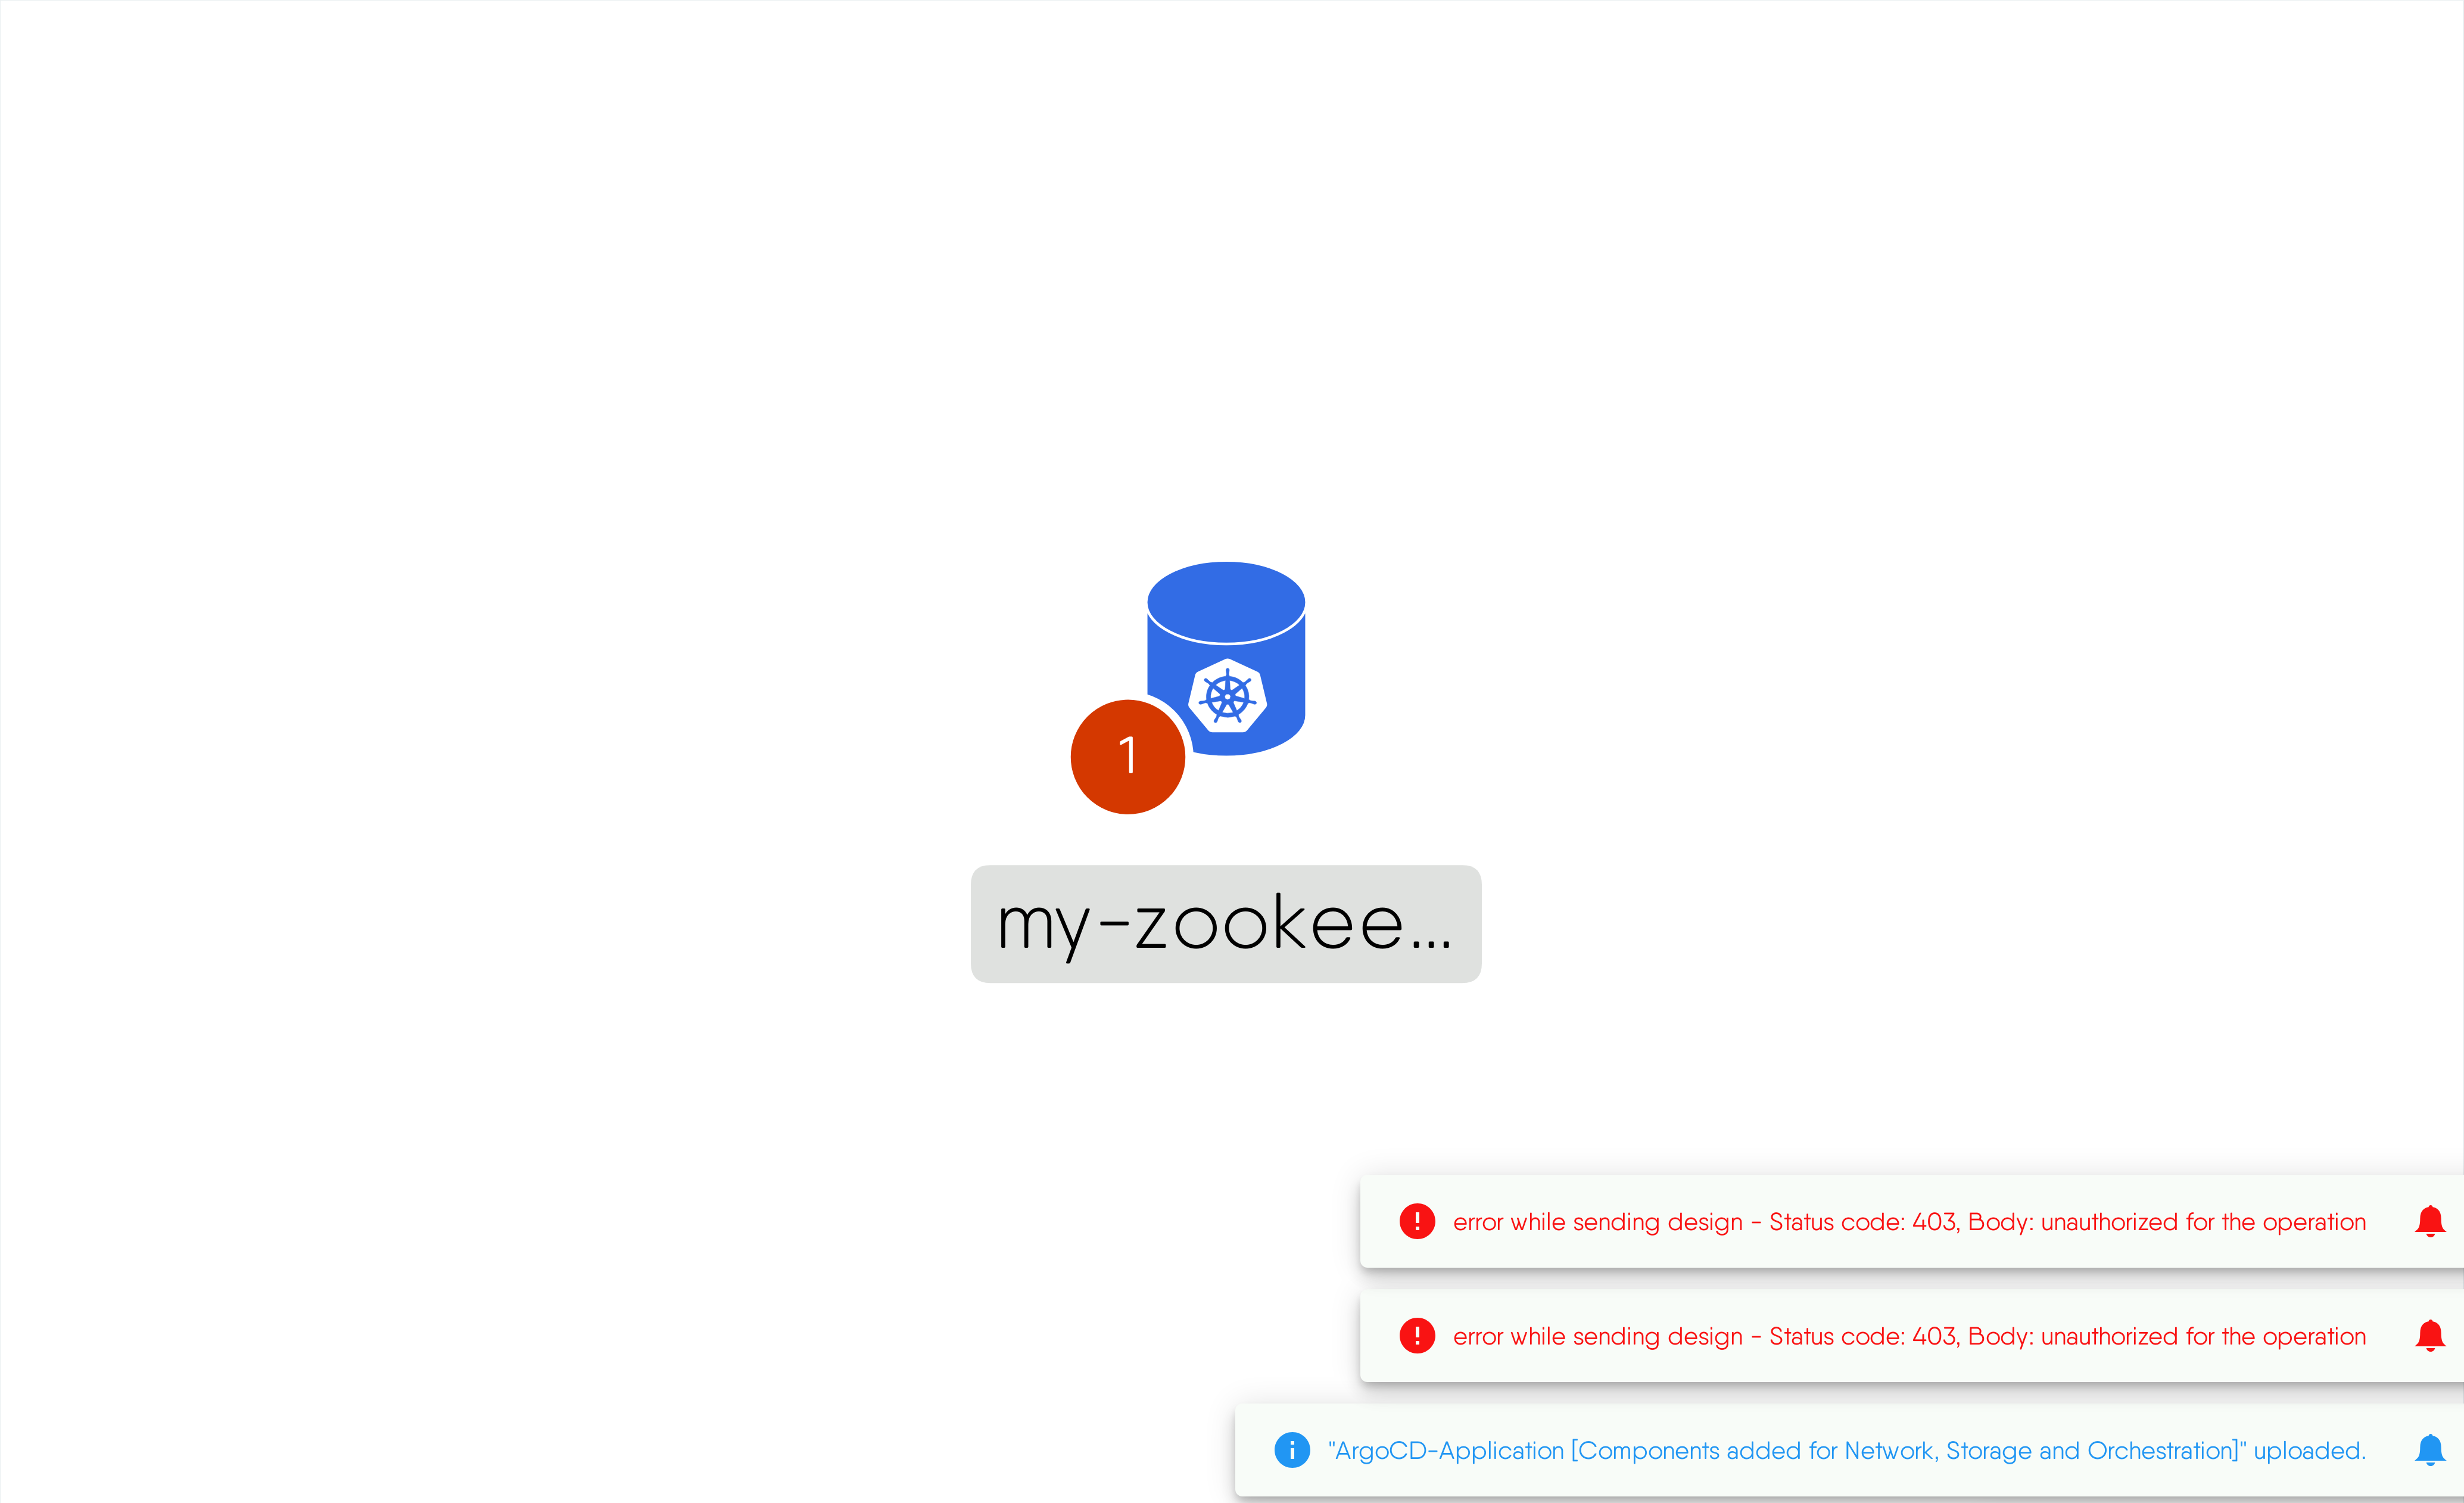 1
my-zookee...
error while sending design - Status code: 403, Body: unauthorized for the operation
error while sending design - Status code: 403, Body: unauthorized for the operation
"ArgoCD-Application [Components added for Network, Storage and Orchestration]" uploaded.